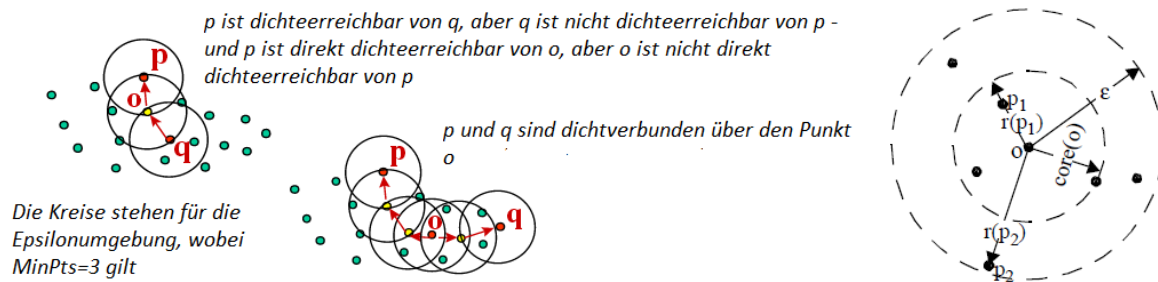 p ist dichteerreichbar von q, aber q ist nicht dichteerreichbar von p -
und p ist direkt dichteerreichbar von o, aber o ist nicht direkt
dichteerreichbar von p
p
o
q
p und q sind dichtverbunden über den Punkt
o
p
o
q
Die Kreise stehen für die
Epsilonumgebung, wobei
MinPts=3 gilt
p1
r(p1)
ε
o
core(o)
r(p2)
p2